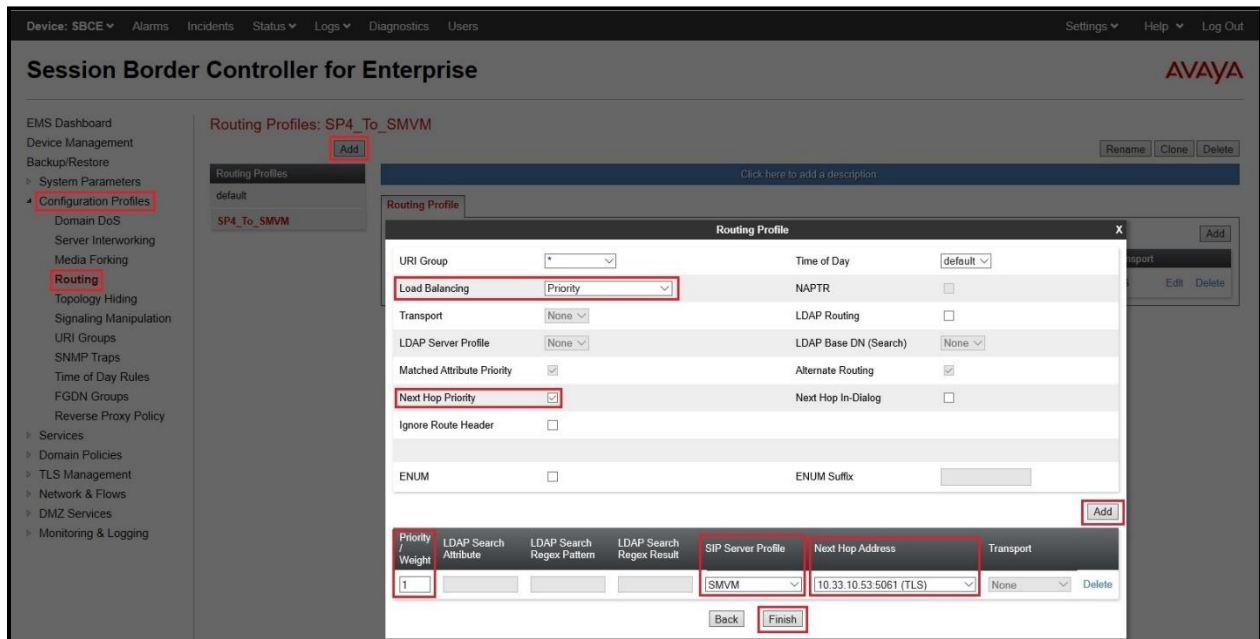 Device: SBCE Alarms Incidents Status Logs Diagnostics Users Settings Help Log Out
Session Border Controller for Enterprise
AVAYA
EMS Dashboard
Device Management
Backup/Restore
System Parameters
Configuration Profiles
Domain DoS
Server Interworking
Media Forking
Routing
Topology Hiding
Signaling Manipulation
URI Groups
SNMP Traps
Time of Day Rules
FGDN Groups
Reverse Proxy Policy
Services
Domain Policies
TLS Management
Network & Flows
DMZ Services
Monitoring & Logging
Routing Profiles: SP4_To_SMVM
Add
Rename Clone Delete
Routing Profiles
default
SP4_To_SMVM
Click here to add a description.
Routing Profile
Add
Edit Delete
Routing Profile X
URI Group * Time of Day default
Load Balancing Priority NAPTR
Transport None LDAP Routing
LDAP Server Profile None LDAP Base DN (Search) None
Matched Attribute Priority Alternate Routing
Next Hop Priority Next Hop In-Dialog
Ignore Route Header
ENUM ENUM Suffix
Add
Priority / Weight LDAP Search Attribute LDAP Search Regex Pattern LDAP Search Regex Result SIP Server Profile Next Hop Address Transport
1 SMVM 10.33.10.53:5061 (TLS) None Delete
Back Finish